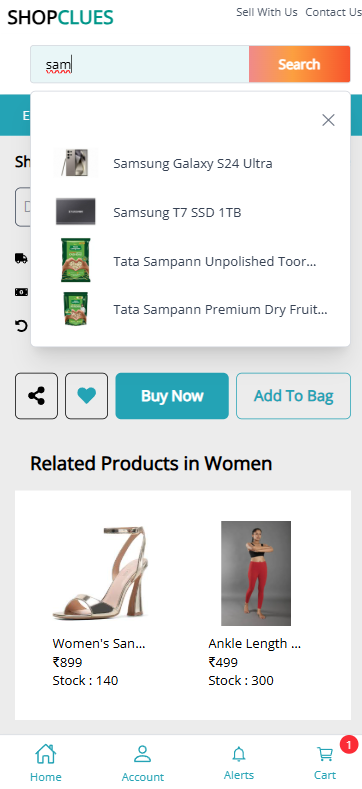 SHOPCLUES
Sell With Us Contact Us
sam
Search
E
Samsung Galaxy S24 Ultra
Sho
Samsung T7 SSD 1TB
Tata Sampann Unpolished Toor...
Tata Sampann Premium Dry Fruit...
Buy Now
Add To Bag
Related Products in Women
Women's San...
₹899
Stock : 140
Ankle Length ...
₹499
Stock : 300
Home
Account
Alerts
1
Cart